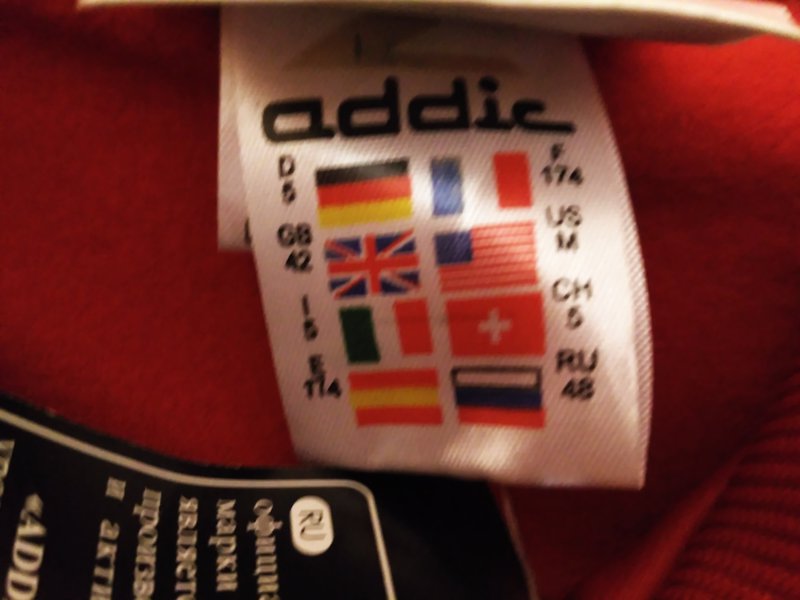 addic
D
5
F
174
GB
42
US
M
I
5
CH
5
E
174
RU
48
RU
официа
марки
являетс
произв
и акти
«ADD